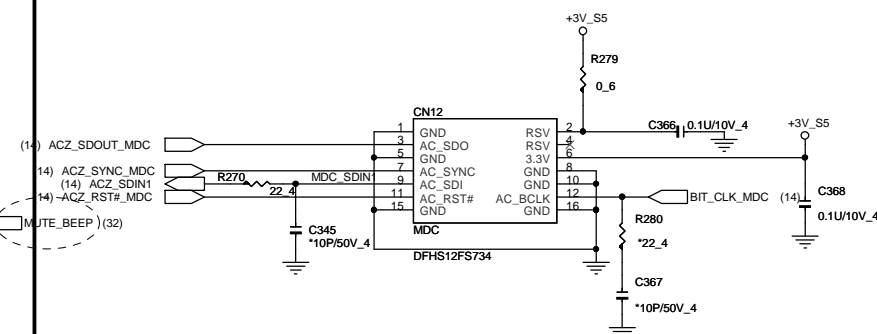 +3V_S5
R279
0_6
CN12
C366
0.1U/10V_4
+3V_S5
1
GND
RSV
2
(14) ACZ_SDOUT_MDC
3
AC_SDO
RSV
4
5
GND
3.3V
6
14) ACZ_SYNC_MDC
7
AC_SYNC
GND
8
(14) ACZ_SDIN1
R270
22_4
MDC_SDIN1
9
AC_SDI
GND
10
14) ACZ_RST#_MDC
11
AC_RST#
AC_BCLK
12
BIT_CLK_MDC (14)
15
GND
GND
16
C368
0.1U/10V_4
MUTE_BEEP (32)
C345
*10P/50V_4
MDC
DFHS12FS734
R280
*22_4
C367
*10P/50V_4